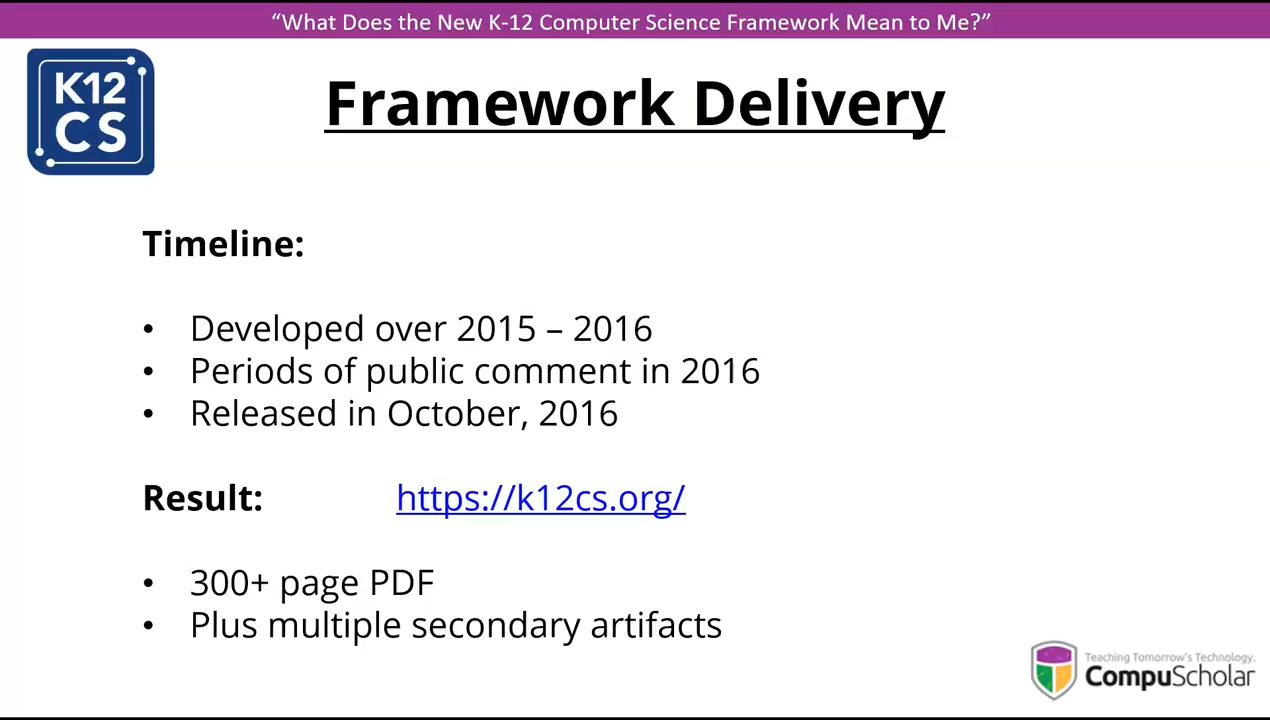 “What Does the New K-12 Computer Science Framework Mean to Me?”
K12
CS
Framework Delivery
Timeline:
• Developed over 2015 – 2016
• Periods of public comment in 2016
• Released in October, 2016
Result: https://k12cs.org/
• 300+ page PDF
• Plus multiple secondary artifacts
Teaching Tomorrow's Technology.
CompuScholar